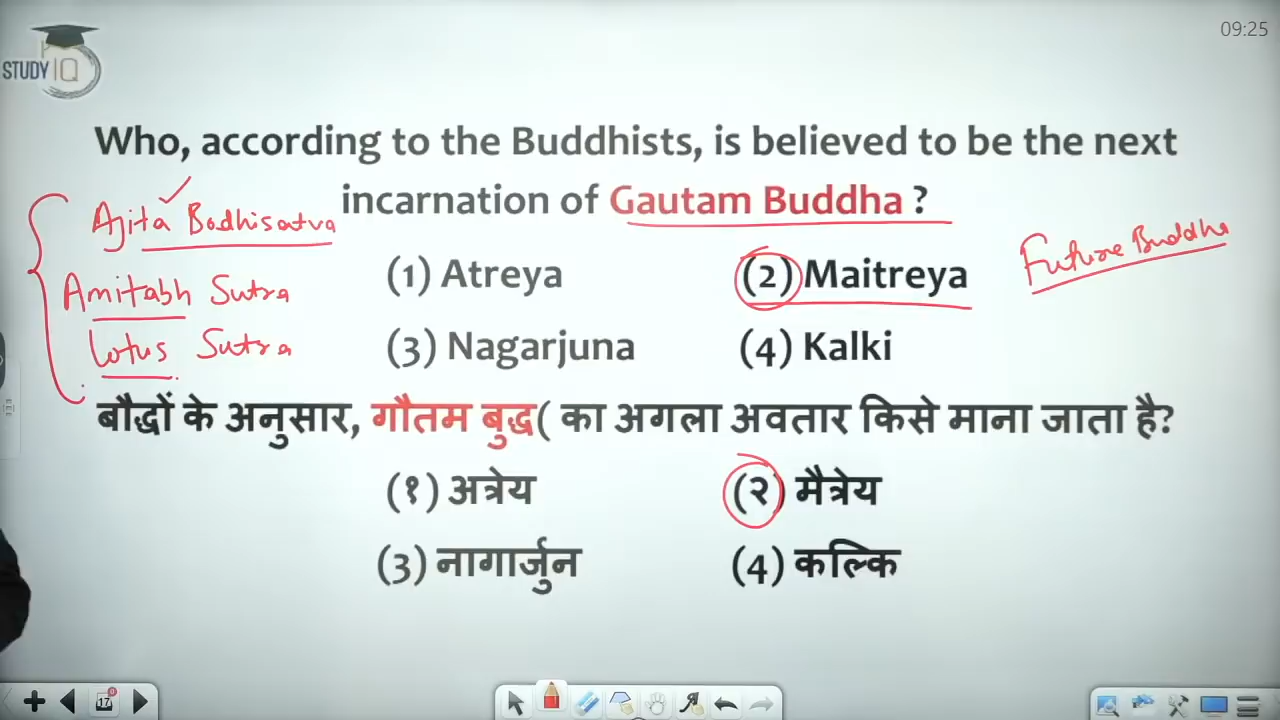 09:25
STUDY IQ
Who, according to the Buddhists, is believed to be the next
incarnation of Gautam Buddha ?
Ajita Bodhisatva
Future Buddha
(1) Atreya
(2) Maitreya
Amitabh Sutra
(3) Nagarjuna
(4) Kalki
Lotus Sutra
बौद्धों के अनुसार, गौतम बुद्ध( का अगला अवतार किसे माना जाता है?
(१) अत्रेय
(२) मैत्रेय
(3) नागार्जुन
(4) कल्कि
17